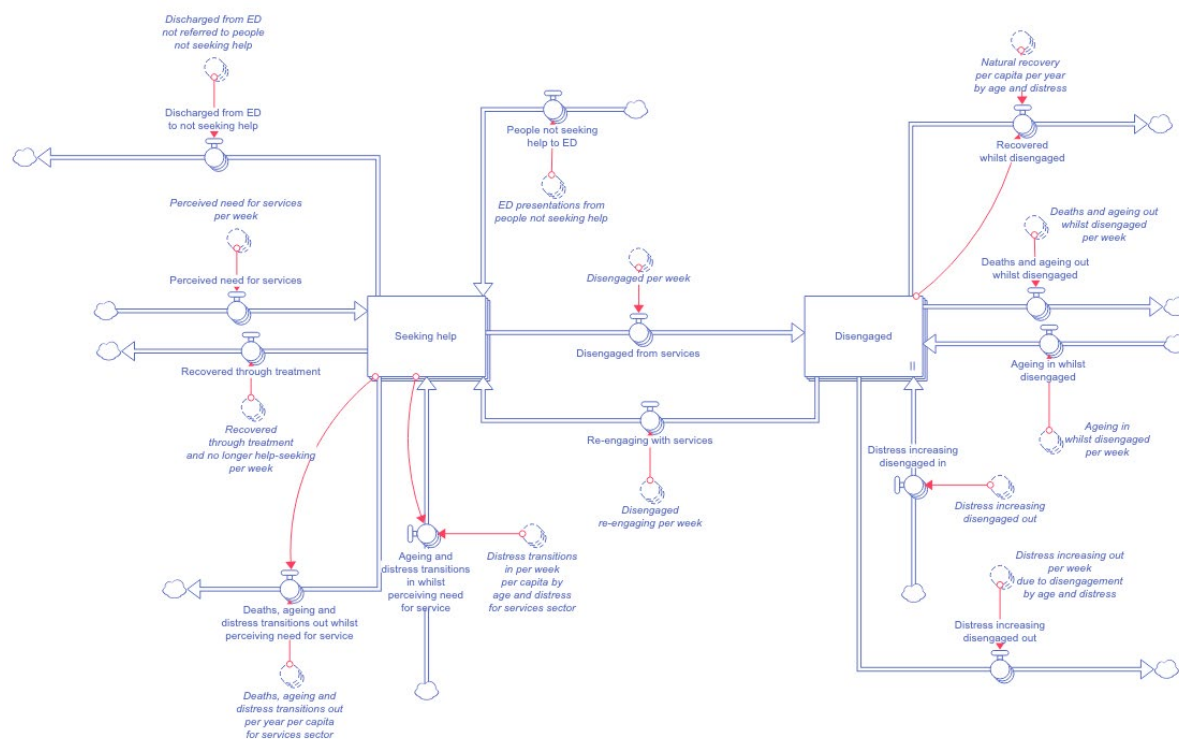 Discharged from ED
not referred to people
not seeking help
Discharged from ED
to not seeking help
People not seeking
help to ED
ED presentations from
people not seeking help
Natural recovery
per capita per year
by age and distress
Recovered
whilst disengaged
Perceived need for services
per week
Perceived need for services
Disengaged per week
Disengaged from services
Deaths and ageing out
whilst disengaged
per week
Deaths and ageing out
whilst disengaged
Seeking help
Disengaged
Recovered through treatment
Recovered
through treatment
and no longer help-seeking
per week
Ageing in whilst
disengaged
Ageing in
whilst disengaged
per week
Re-engaging with services
Disengaged
re-engaging per week
Distress increasing
disengaged in
Distress increasing
disengaged out
Ageing and
distress transitions
in whilst
perceiving need
for service
Distress transitions
in per week
per capita by
age and distress
for services sector
Deaths, ageing and
distress transitions out whilst
perceiving need for service
Deaths, ageing and
distress transitions out
per year per capita
for services sector
Distress increasing out
per week
due to disengagement
by age and distress
Distress increasing
disengaged out